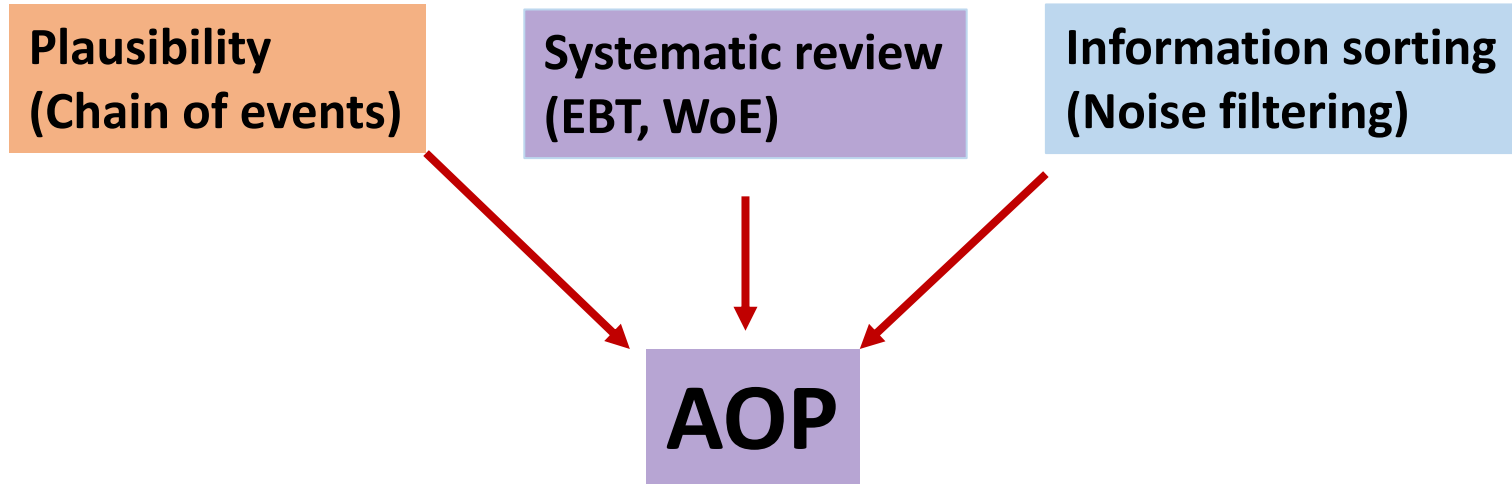 Plausibility
(Chain of events)
Systematic review
(EBT, WoE)
Information sorting
(Noise filtering)
AOP